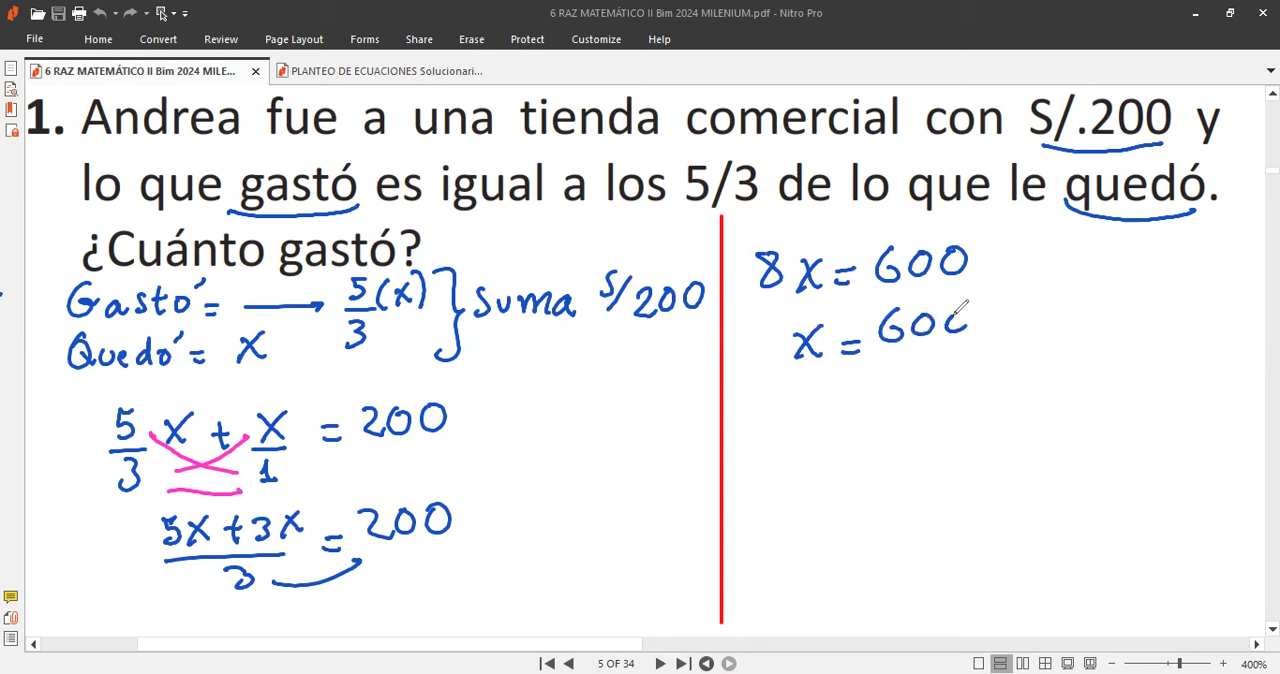 6 RAZ MATEMÁTICO II Bim 2024 MILENIUM.pdf - Nitro Pro
File Home Convert Review Page Layout Forms Share Erase Protect Customize Help
6 RAZ MATEMÁTICO II Bim 2024 MILE... PLANTEO DE ECUACIONES Solucionari...
1. Andrea fue a una tienda comercial con S/.200 y
lo que gastó es igual a los 5/3 de lo que le quedó.
¿Cuánto gastó?
Gastó = → 5/3 (x) } Suma S/200
Quedó = x
5/3 x + x/1 = 200
5x + 3x / 3 = 200
8x = 600
x = 600
5 OF 34
400%